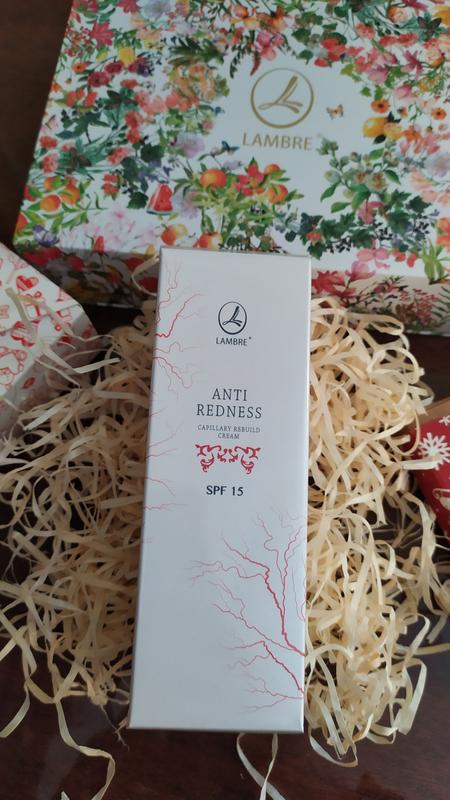 LAMBRE
LAMBRE®
ANTI
REDNESS
CAPILLARY REBUILD
CREAM
SPF 15